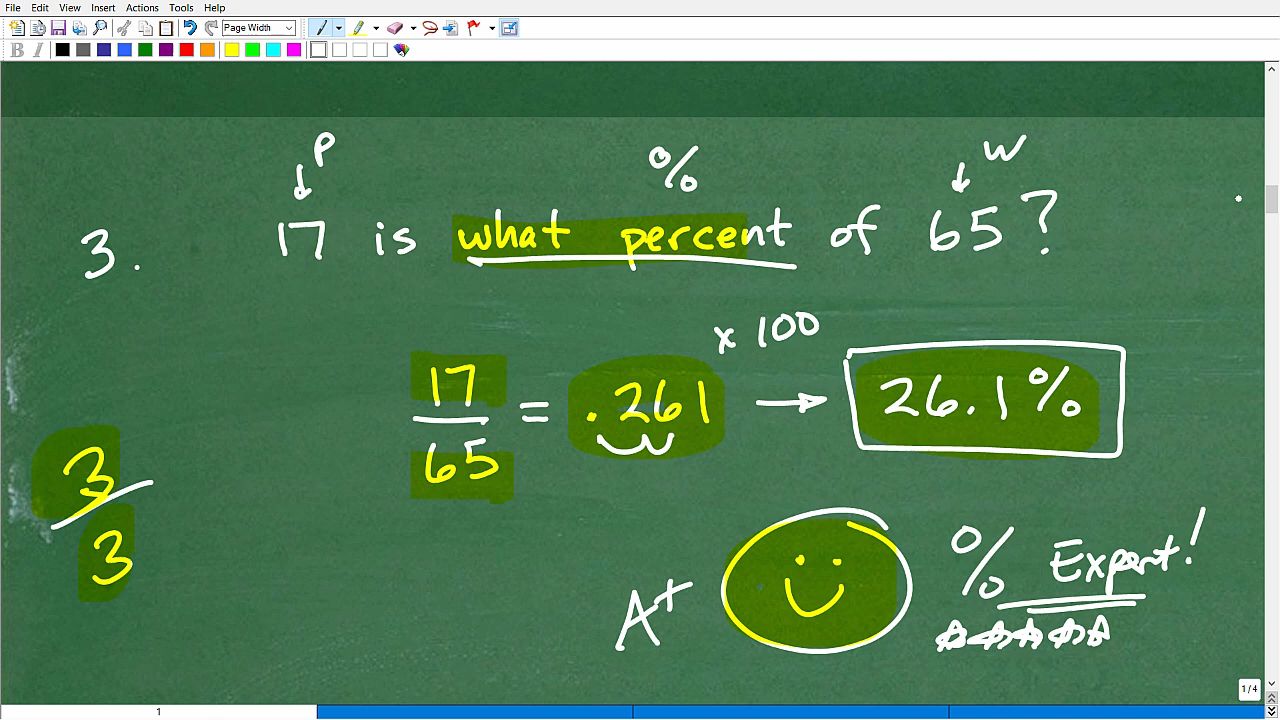 File Edit View Insert Actions Tools Help
Page Width
B I
P % W
3. 17 is what percent of 65?
x 100
17/65 = .261 → 26.1%
3/3
A+ % Expert!
1/4
1